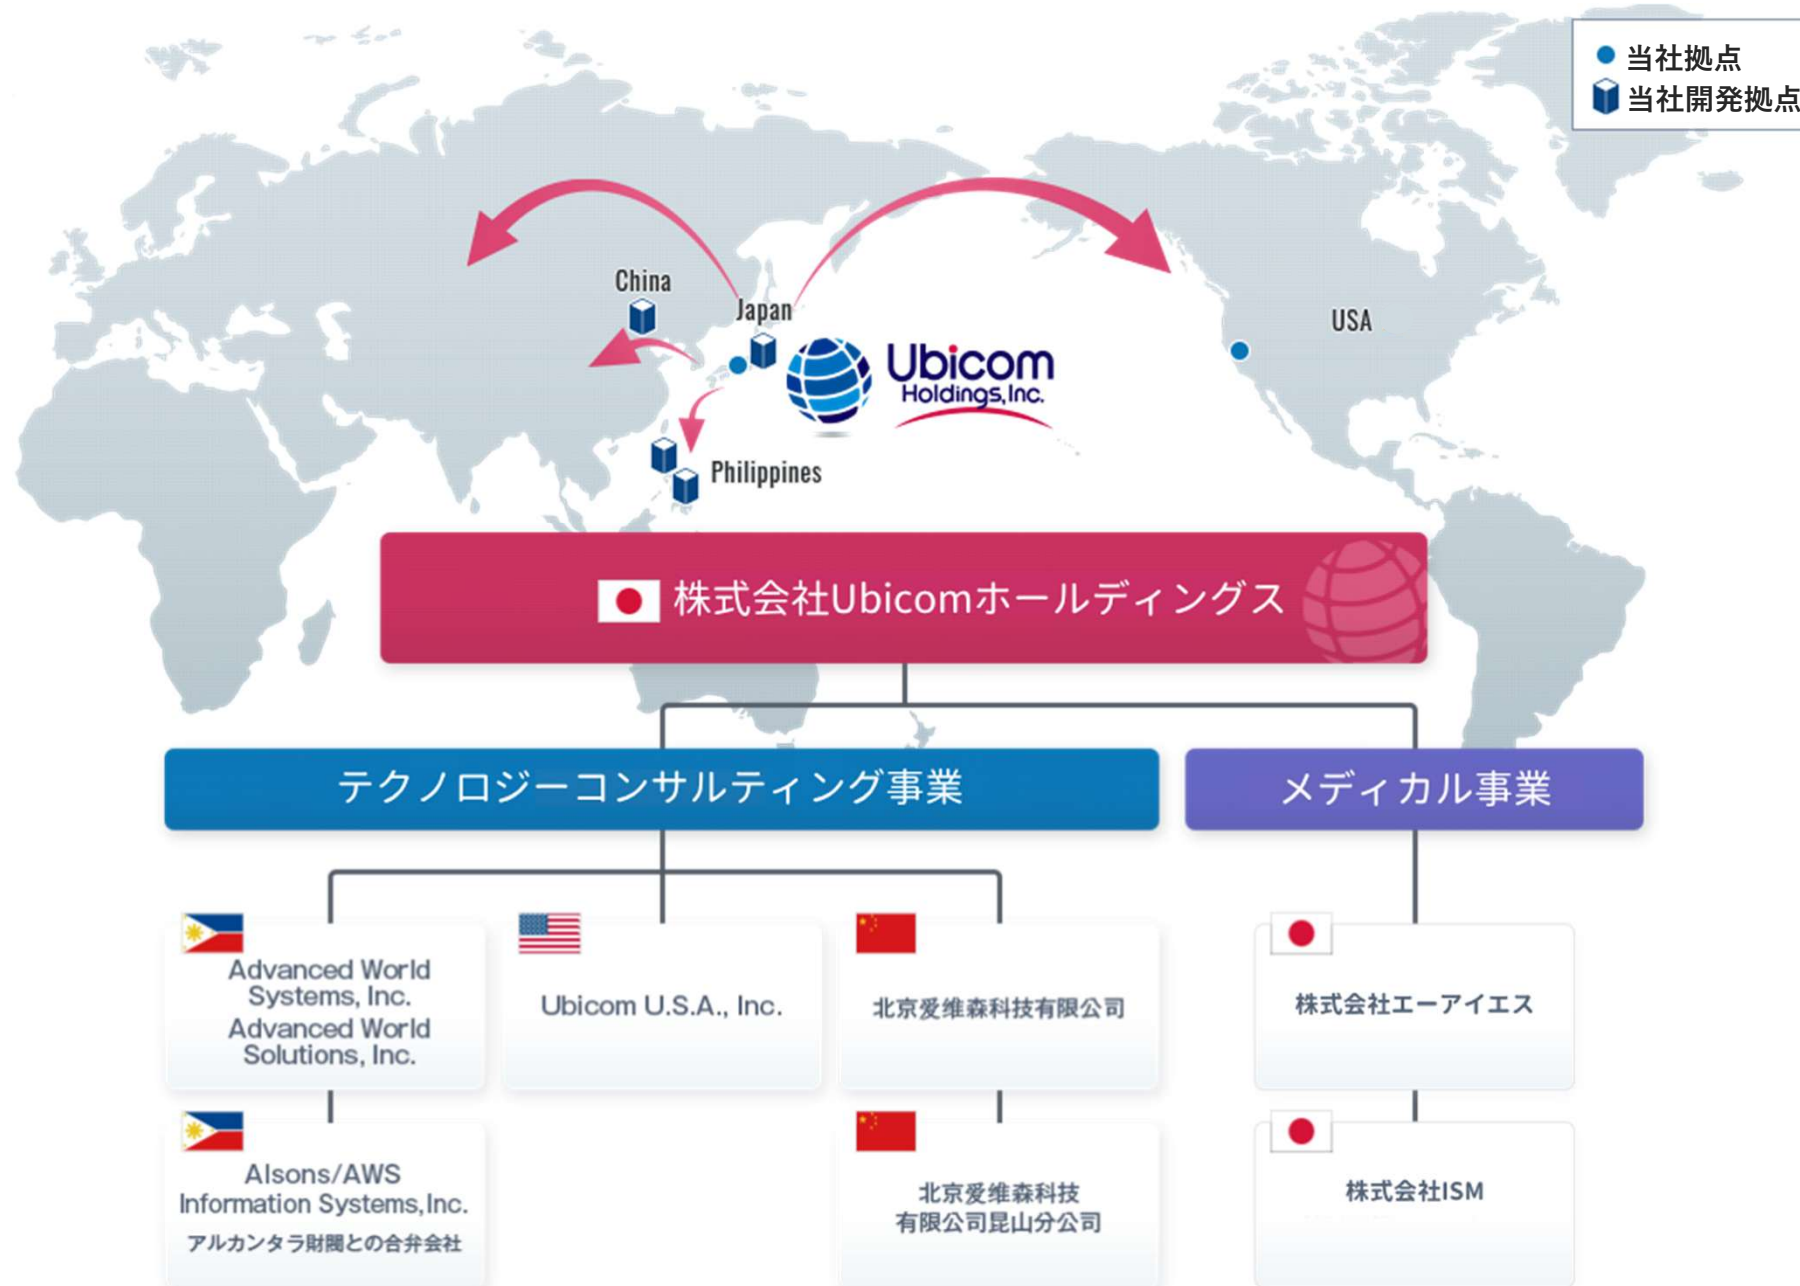 当社拠点
当社開発拠点
China
Japan
USA
Ubicom
Holdings,Inc.
Philippines
株式会社Ubicomホールディングス
テクノロジーコンサルティング事業
メディカル事業
Advanced World
Systems, Inc.
Advanced World
Solutions, Inc.
Ubicom U.S.A., Inc.
北京爱维森科技有限公司
株式会社エーアイエス
Alsons/AWS
Information Systems,Inc.
アルカンタラ財閥との合弁会社
北京爱维森科技
有限公司昆山分公司
株式会社ISM